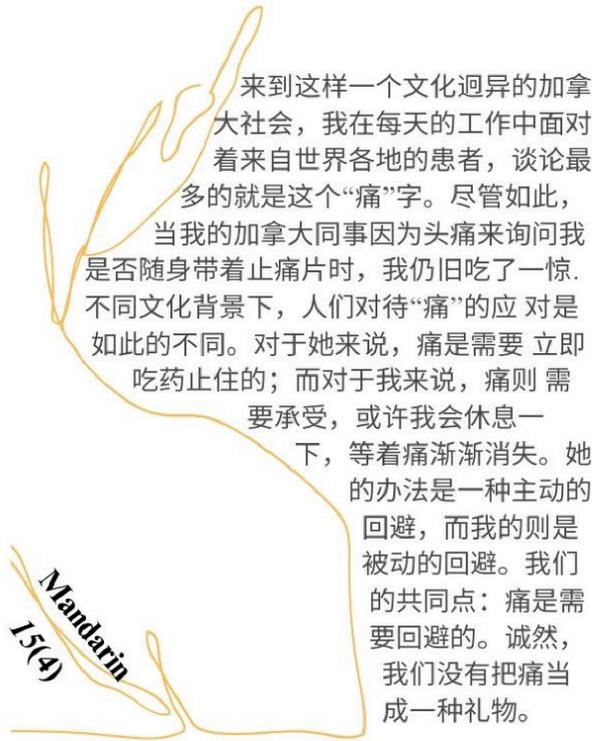 来到这样一个文化迥异的加拿
大社会，我在每天的工作中面对
着来自世界各地的患者，谈论最
多的就是这个“痛”字。尽管如此，
当我的加拿大同事因为头痛来询问我
是否随身带着止痛片时，我仍旧吃了一惊.
不同文化背景下，人们对待“痛”的应 对是
如此的不同。对于她来说，痛是需要 立即
吃药止住的；而对于我来说，痛则 需
要承受，或许我会休息一
下，等着痛渐渐消失。她
的办法是一种主动的
回避，而我的则是
被动的回避。我们
的共同点：痛是需
要回避的。诚然，
我们没有把痛当
成一种礼物。
Mandarin
15(4)